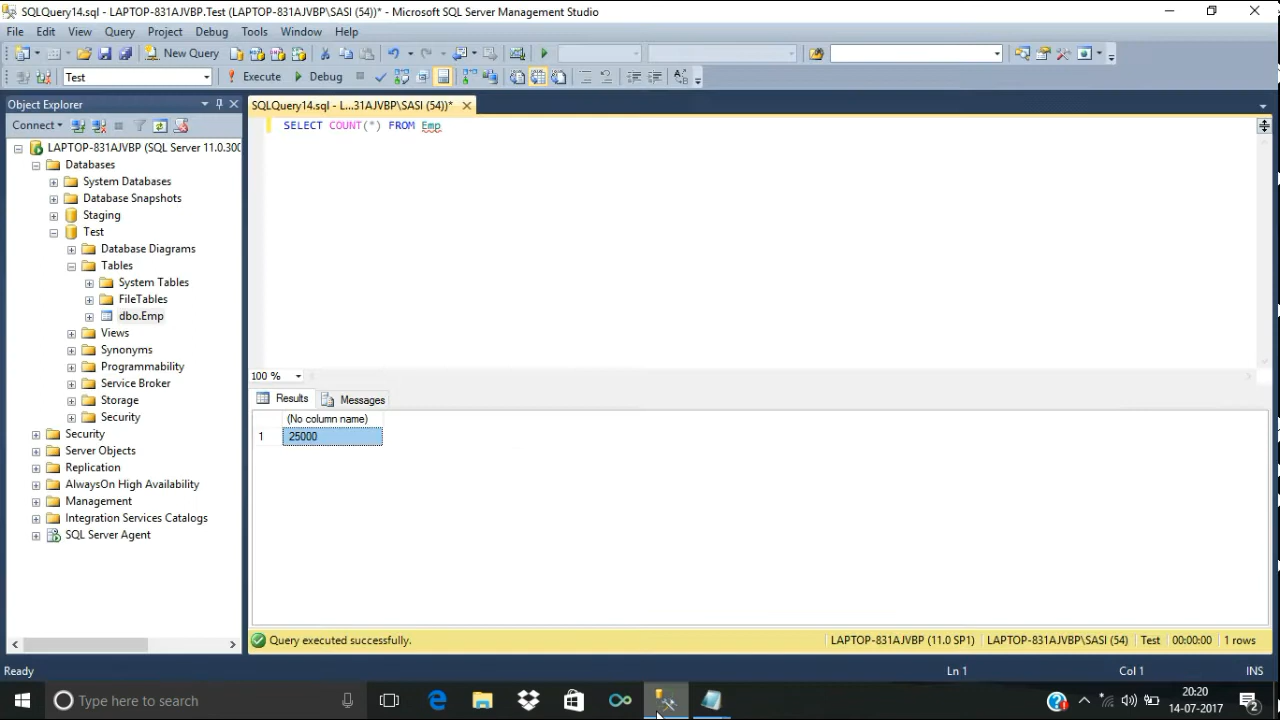 SQLQuery14.sql - LAPTOP-831AJVBP.Test (LAPTOP-831AJVBP\SASI (54))* - Microsoft SQL Server Management Studio
File Edit View Query Project Debug Tools Window Help
New Query
Test Execute Debug
Object Explorer
SQLQuery14.sql - L...31AJVBP\SASI (54))*
Connect
SELECT COUNT(*) FROM Emp
LAPTOP-831AJVBP (SQL Server 11.0.300
Databases
System Databases
Database Snapshots
Staging
Test
Database Diagrams
Tables
System Tables
FileTables
dbo.Emp
Views
Synonyms
Programmability
Service Broker
Storage
Security
Security
Server Objects
Replication
AlwaysOn High Availability
Management
Integration Services Catalogs
SQL Server Agent
100 %
Results Messages
(No column name)
1 25000
Query executed successfully. LAPTOP-831AJVBP (11.0 SP1) LAPTOP-831AJVBP\SASI (54) Test 00:00:00 1 rows
Ready Ln 1 Col 1 INS
Type here to search
20:20
14-07-2017
2